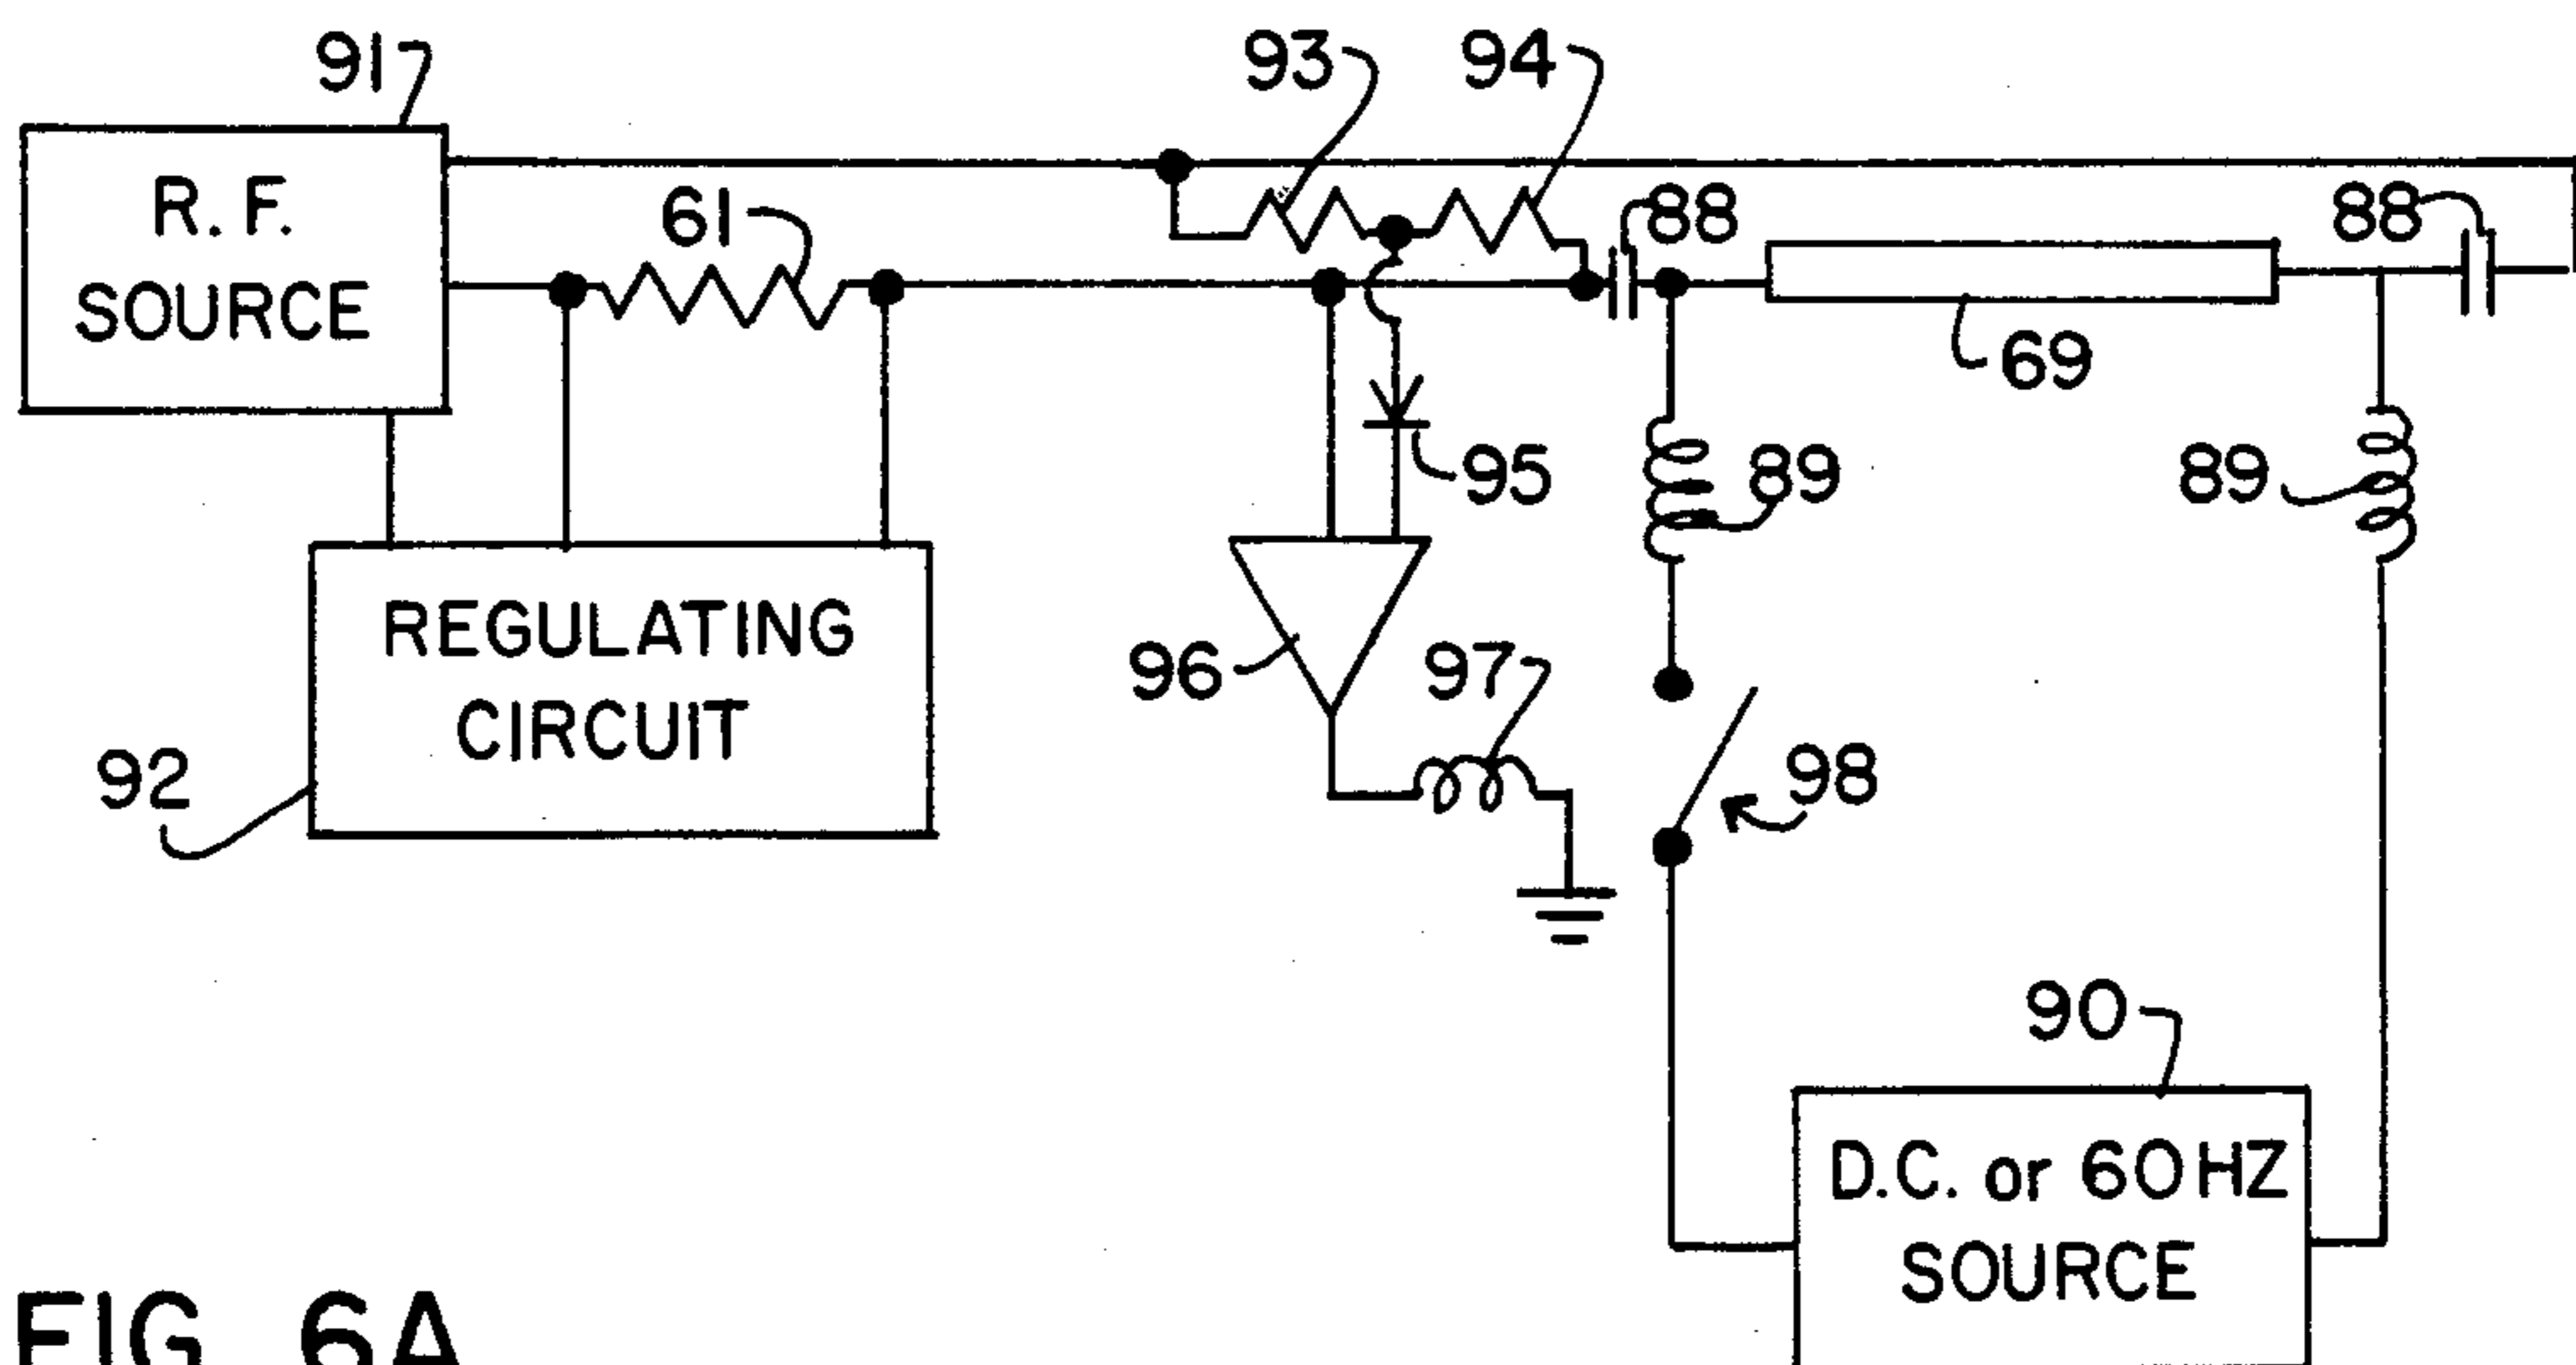 91
93
94
R. F.
SOURCE
61
88
88
69
95
89
89
REGULATING
CIRCUIT
92
96
97
98
90
D.C. or 60HZ
SOURCE
FIG. 6A